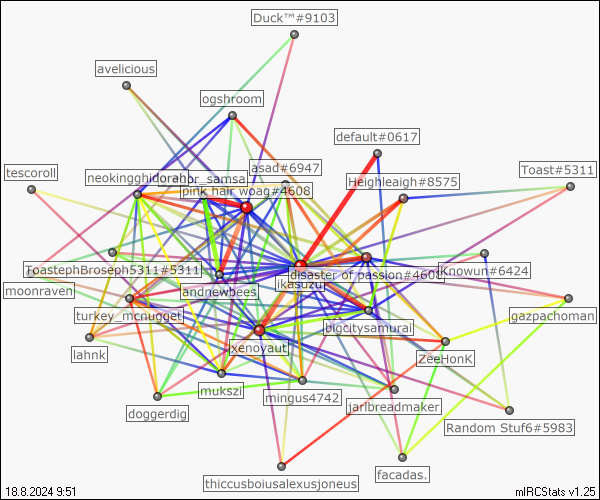 Duck™#9103
avelicious
ogshroom
default#0617
asad#6947
tescoroll
neokingghidorah
or_samsa
Heighleaigh#8575
Toast#5311
pink hair woag#4608
ToastephBroseph5311#5311
disaster of passion#4600
Knowun#6424
moonraven
andnewbees
ikasuzu
turkey_mcnugget
bigcitysamurai
gazpachoman
lahnk
xenoyaut
ZeeHonK
mukszi
mingus4742
jarlbreadmaker
doggerdig
Random Stuf6#5983
thiccusboiusalexusjoneus
facadas.
18.8.2024 9:51
mIRCStats v1.25